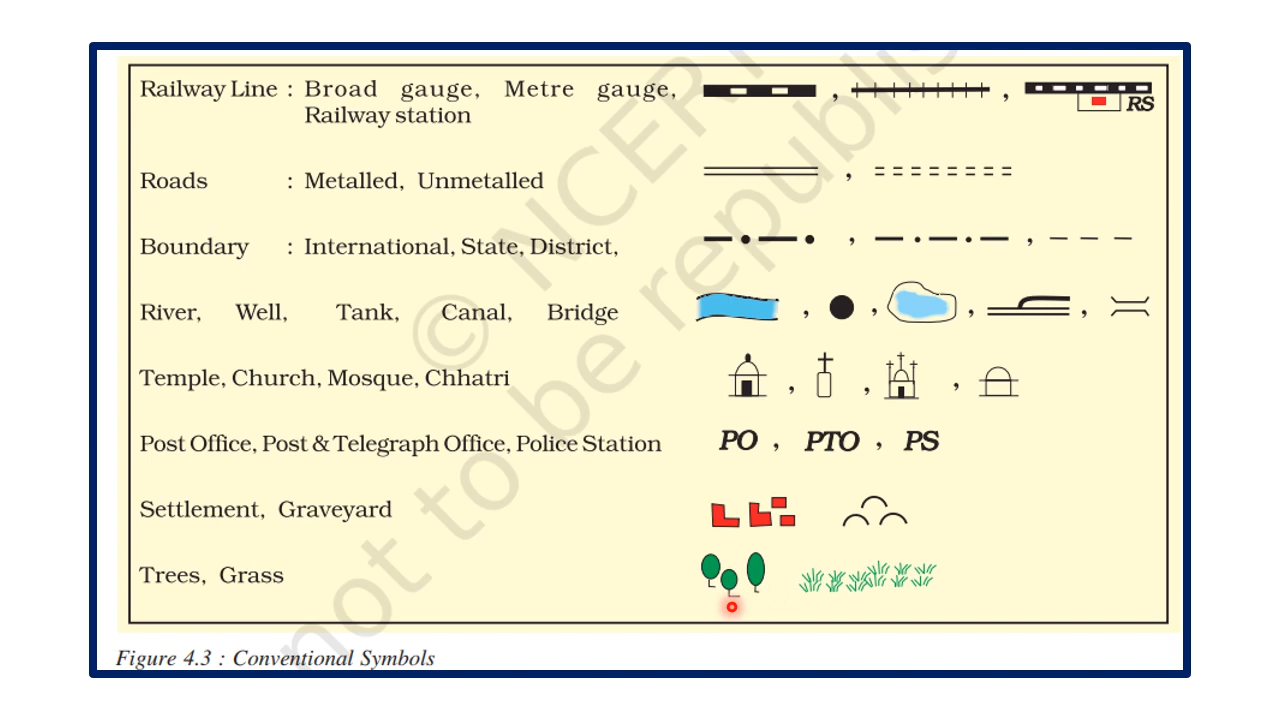 Railway Line : Broad gauge, Metre gauge,
Railway station
RS
Roads : Metalled, Unmetalled
Boundary : International, State, District,
River, Well, Tank, Canal, Bridge
Temple, Church, Mosque, Chhatri
Post Office, Post & Telegraph Office, Police Station PO , PTO , PS
Settlement, Graveyard
Trees, Grass
Figure 4.3 : Conventional Symbols
© NCERT
not to be republis